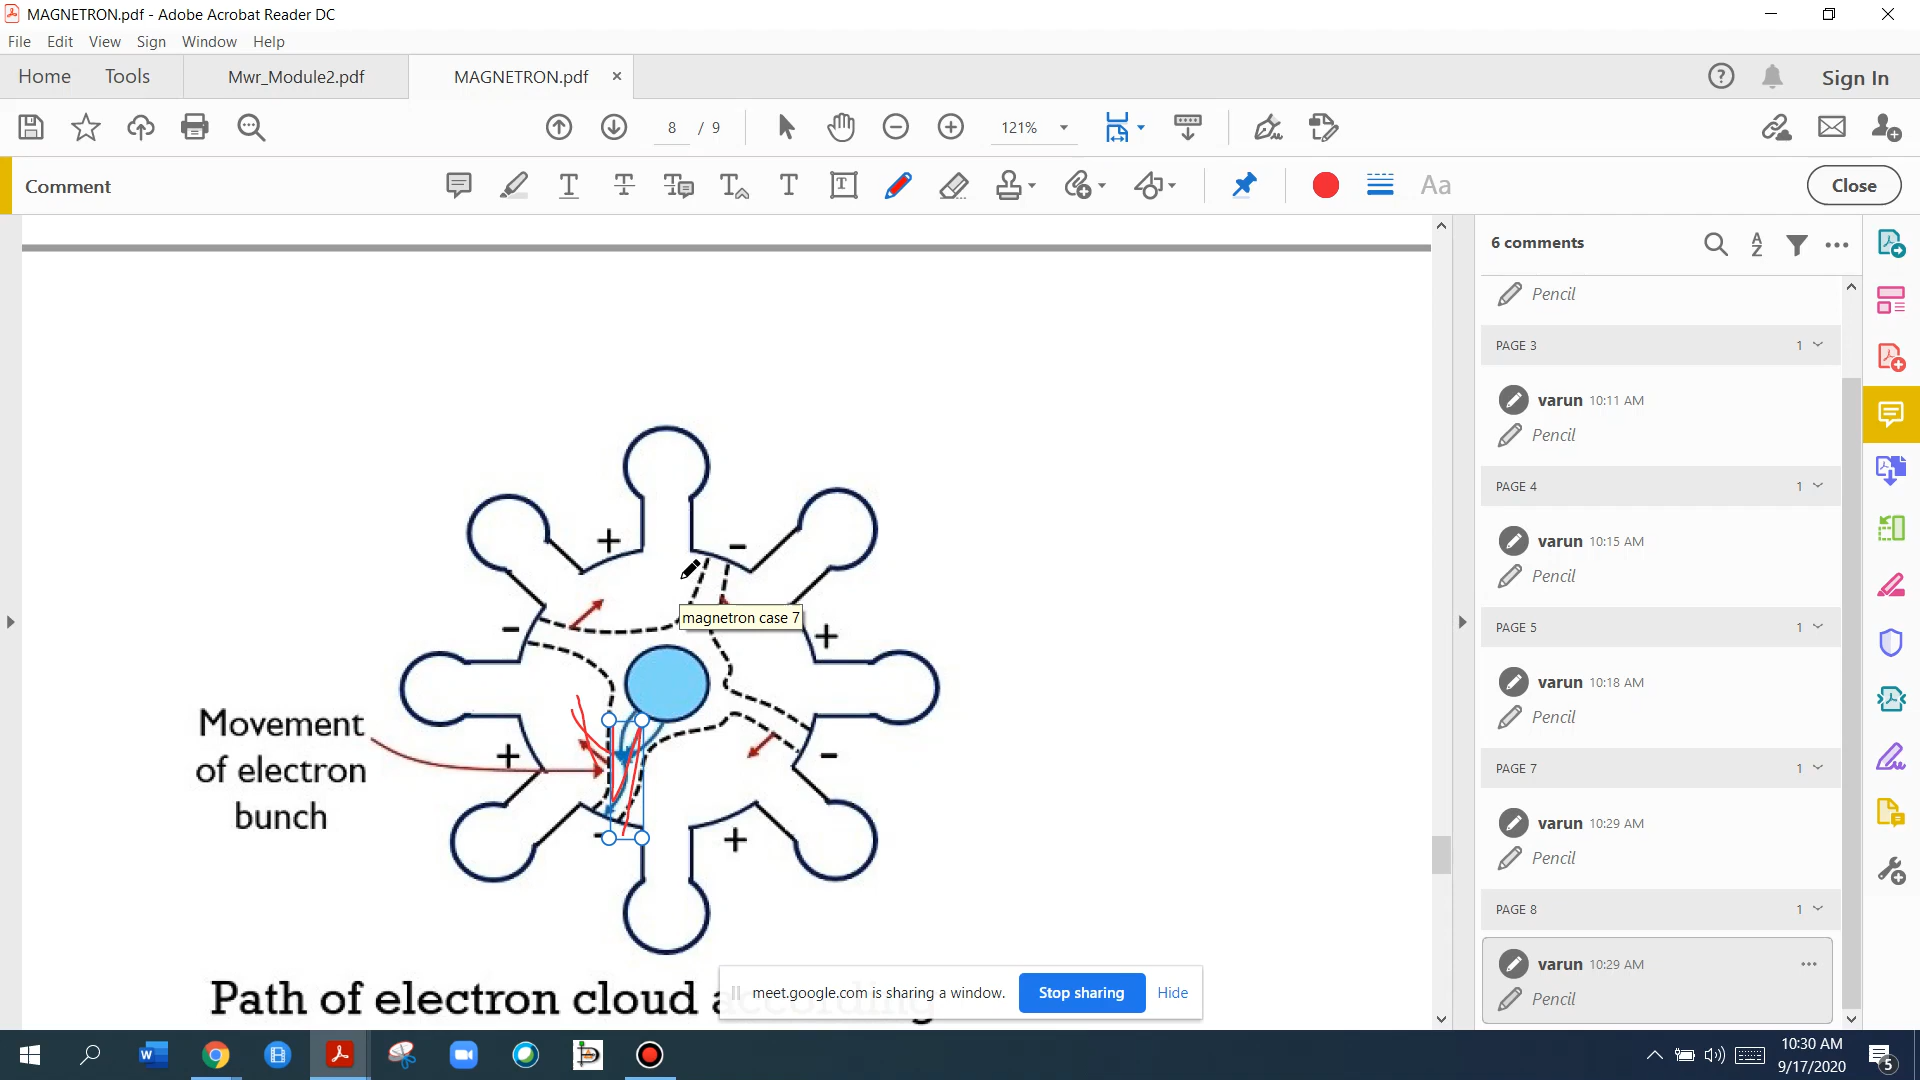 MAGNETRON.pdf - Adobe Acrobat Reader DC
File Edit View Sign Window Help
Home Tools Mwr_Module2.pdf MAGNETRON.pdf × ? Sign In
8 / 9 121%
Comment T T T T T Aa Close
6 comments
Pencil
PAGE 3 1
varun 10:11 AM
Pencil
PAGE 4 1
varun 10:15 AM
Pencil
PAGE 5 1
varun 10:18 AM
Pencil
PAGE 7 1
varun 10:29 AM
Pencil
PAGE 8 1
varun 10:29 AM
Pencil
+ -
magnetron case 7
- +
Movement
of electron
bunch
+ -
- +
Path of electron cloud according
meet.google.com is sharing a window. Stop sharing Hide
10:30 AM
9/17/2020
5